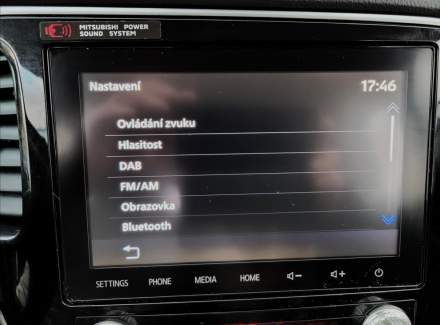 MITSUBISHI POWER
SOUND SYSTEM
Nastavení 17:46
Ovládání zvuku
Hlasitost
DAB
FM/AM
Obrazovka
Bluetooth
SETTINGS PHONE MEDIA HOME − +